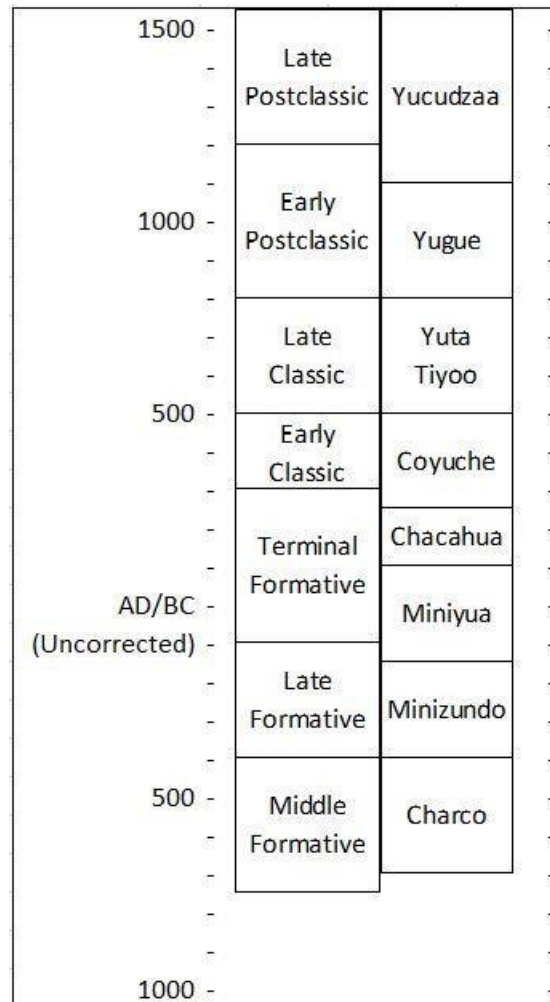 1500 -
Late
Postclassic
Yucudzaa
Early
Postclassic
1000 -
Yugue
Late
Classic
Yuta
Tiyoo
500 -
Early
Classic
Coyuche
Chacahua
Terminal
Formative
AD/BC -
(Uncorrected) -
Miniyua
Late
Formative
Minizundo
500 -
Middle
Formative
Charco
1000 -